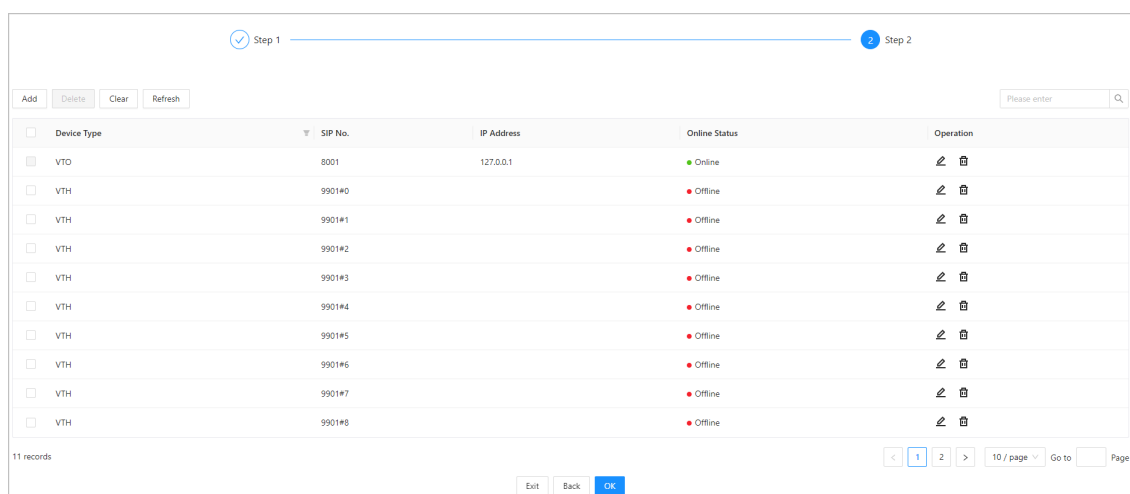 Step 1 2 Step 2
Add Delete Clear Refresh Please enter
Device Type SIP No. IP Address Online Status Operation
VTO 8001 127.0.0.1 Online
VTH 9901#0 Offline
VTH 9901#1 Offline
VTH 9901#2 Offline
VTH 9901#3 Offline
VTH 9901#4 Offline
VTH 9901#5 Offline
VTH 9901#6 Offline
VTH 9901#7 Offline
VTH 9901#8 Offline
11 records < 1 2 > 10 / page Go to Page
Exit Back OK